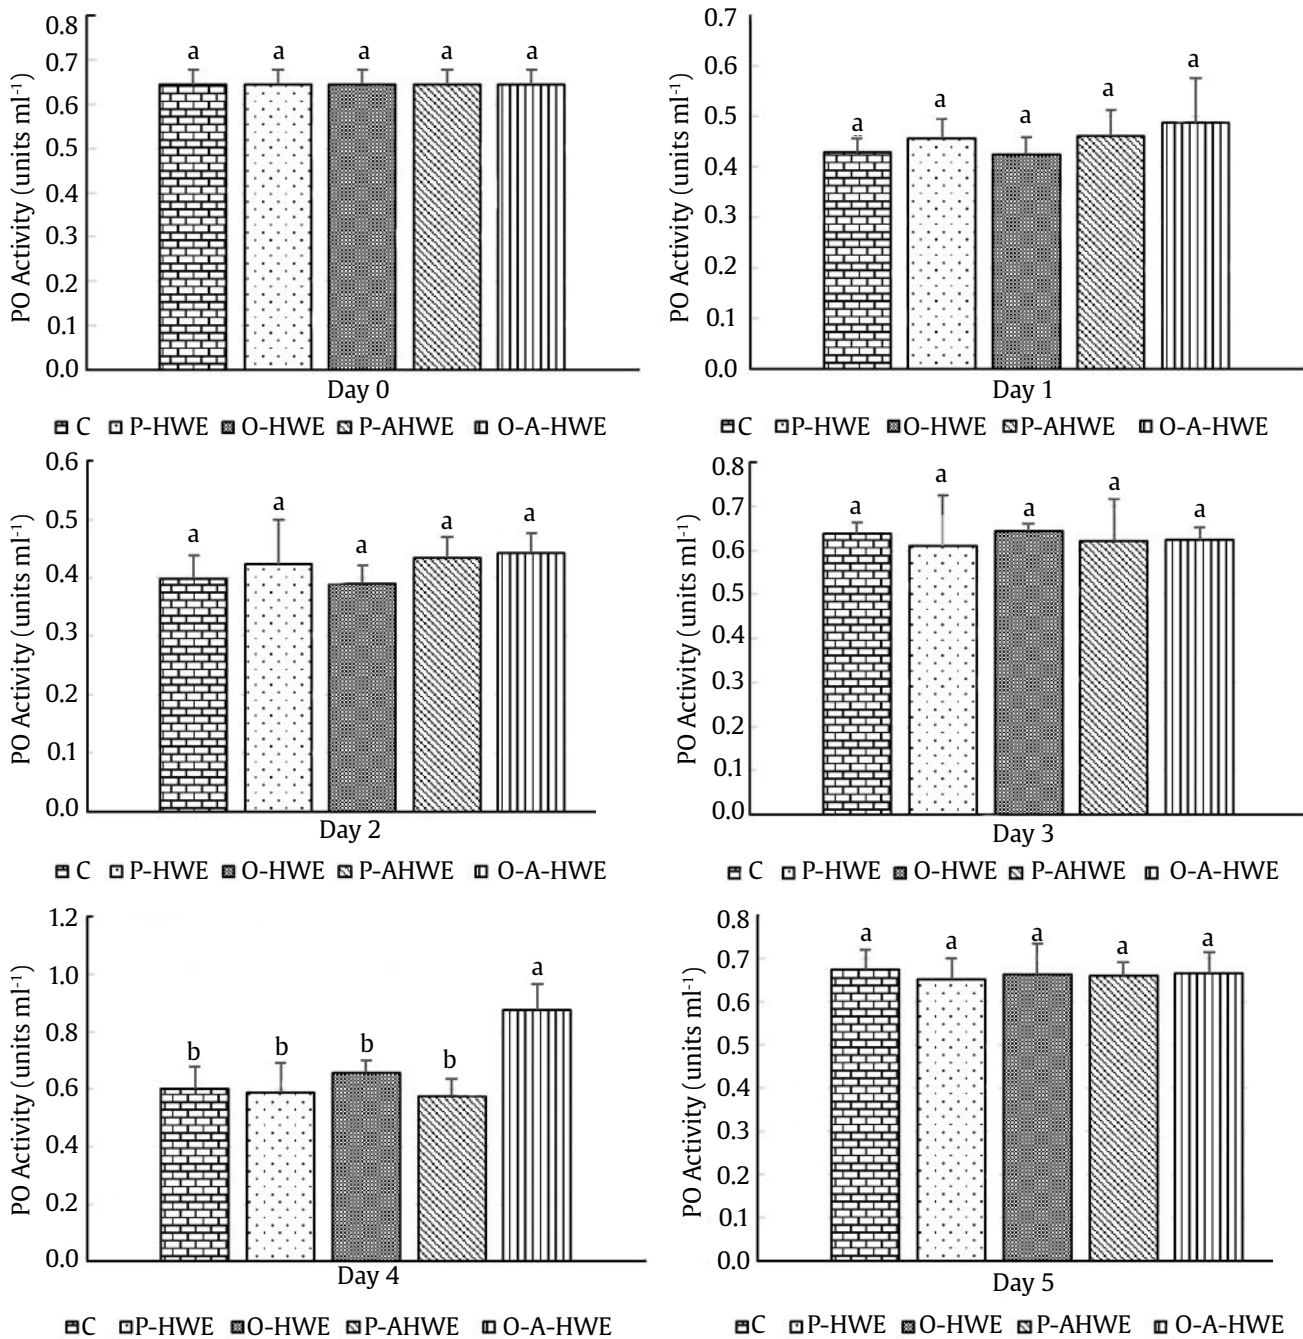 PO Activity (units ml⁻¹)
0.8
0.7
0.6
0.5
0.4
0.3
0.2
0.1
0.0
a a a a a
Day 0
C P-HWE O-HWE P-AHWE O-A-HWE
PO Activity (units ml⁻¹)
0.7
0.6
0.5
0.4
0.3
0.2
0.1
0.0
a a a a a
Day 1
C P-HWE O-HWE P-AHWE O-A-HWE
PO Activity (units ml⁻¹)
0.6
0.5
0.4
0.3
0.2
0.1
0.0
a a a a a
Day 2
C P-HWE O-HWE P-AHWE O-A-HWE
PO Activity (units ml⁻¹)
0.8
0.7
0.6
0.5
0.4
0.3
0.2
0.1
0.0
a a a a a
Day 3
C P-HWE O-HWE P-AHWE O-A-HWE
PO Activity (units ml⁻¹)
1.2
1.0
0.8
0.6
0.4
0.2
0.0
b b b b a
Day 4
C P-HWE O-HWE P-AHWE O-A-HWE
PO Activity (units ml⁻¹)
0.8
0.7
0.6
0.5
0.4
0.3
0.2
0.1
0.0
a a a a a
Day 5
C P-HWE O-HWE P-AHWE O-A-HWE